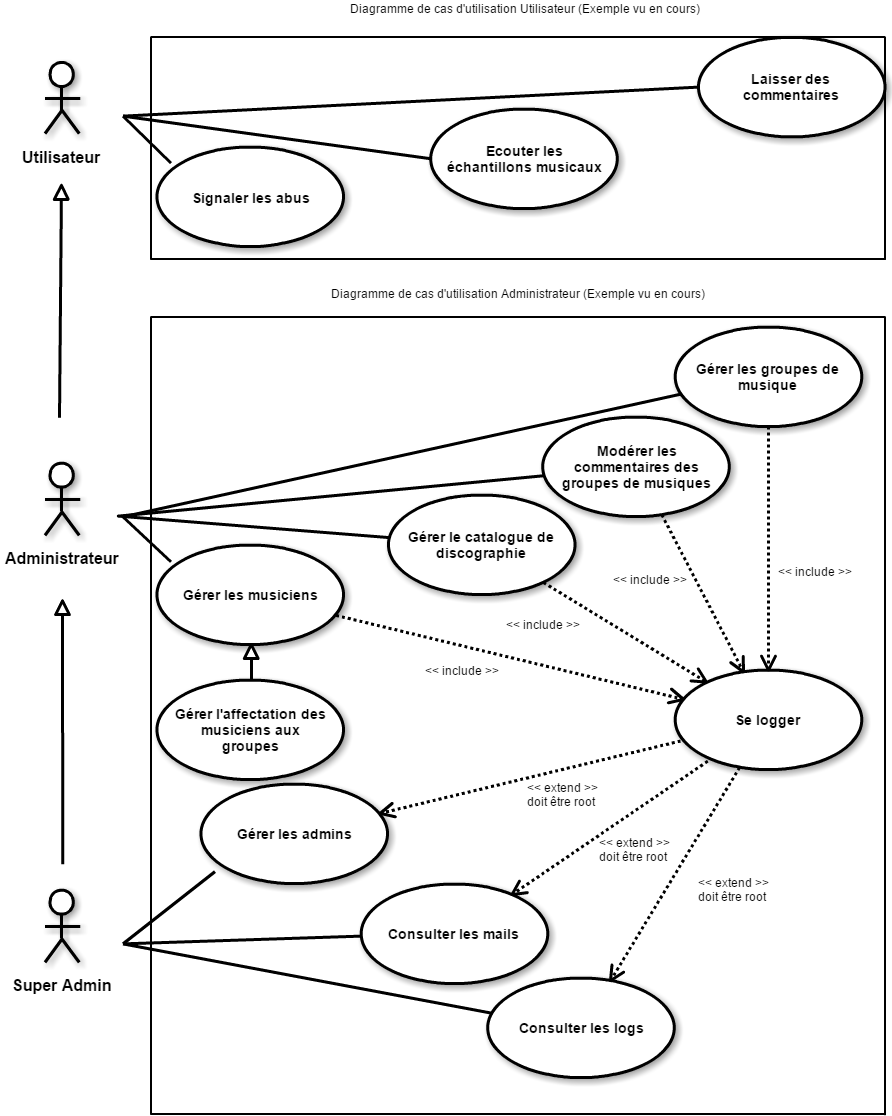 Diagramme de cas d'utilisation Utilisateur (Exemple vu en cours)
Laisser des
commentaires
Ecouter les
échantillons musicaux
Utilisateur
Signaler les abus
Diagramme de cas d'utilisation Administrateur (Exemple vu en cours)
Gérer les groupes de
musique
Modérer les
commentaires des
groupes de musiques
Gérer le catalogue de
discographie
Administrateur
Gérer les musiciens
<< include >>
<< include >>
<< include >>
<< include >>
Gérer l'affectation des
musiciens aux
groupes
Se logger
<< extend >>
doit être root
Gérer les admins
<< extend >>
doit être root
<< extend >>
doit être root
Consulter les mails
Super Admin
Consulter les logs